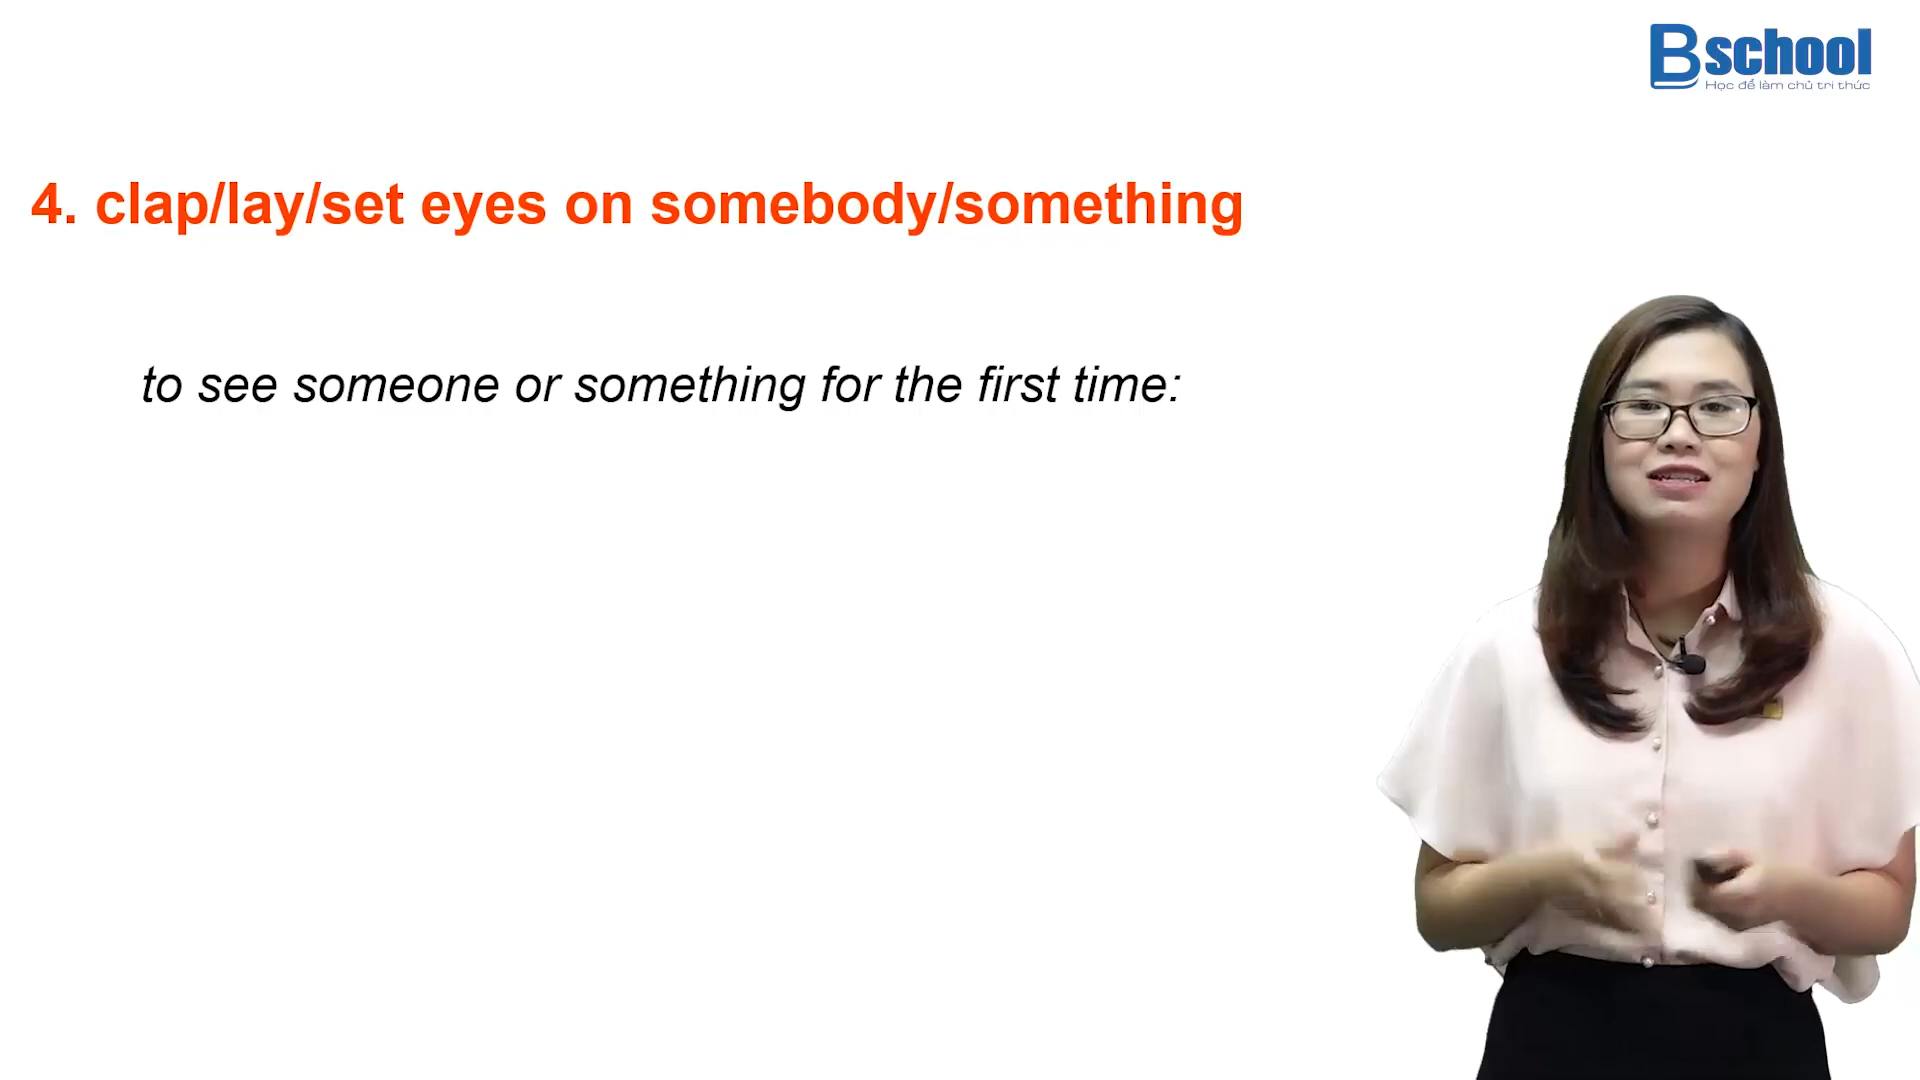 Bschool
Học để làm chủ tri thức
4. clap/lay/set eyes on somebody/something
to see someone or something for the first time: